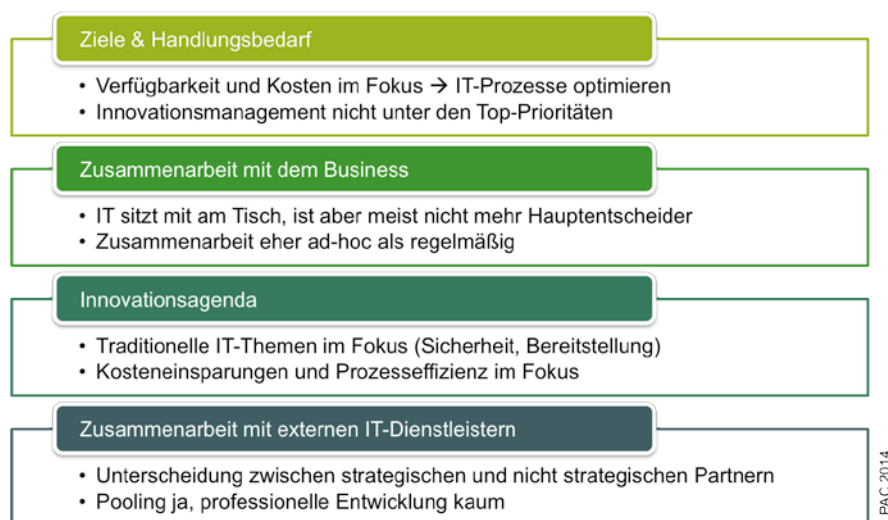 Ziele & Handlungsbedarf
• Verfügbarkeit und Kosten im Fokus → IT-Prozesse optimieren
• Innovationsmanagement nicht unter den Top-Prioritäten
Zusammenarbeit mit dem Business
• IT sitzt mit am Tisch, ist aber meist nicht mehr Hauptentscheider
• Zusammenarbeit eher ad-hoc als regelmäßig
Innovationsagenda
• Traditionelle IT-Themen im Fokus (Sicherheit, Bereitstellung)
• Kosteneinsparungen und Prozesseffizienz im Fokus
Zusammenarbeit mit externen IT-Dienstleistern
• Unterscheidung zwischen strategischen und nicht strategischen Partnern
• Pooling ja, professionelle Entwicklung kaum
PAC 2014